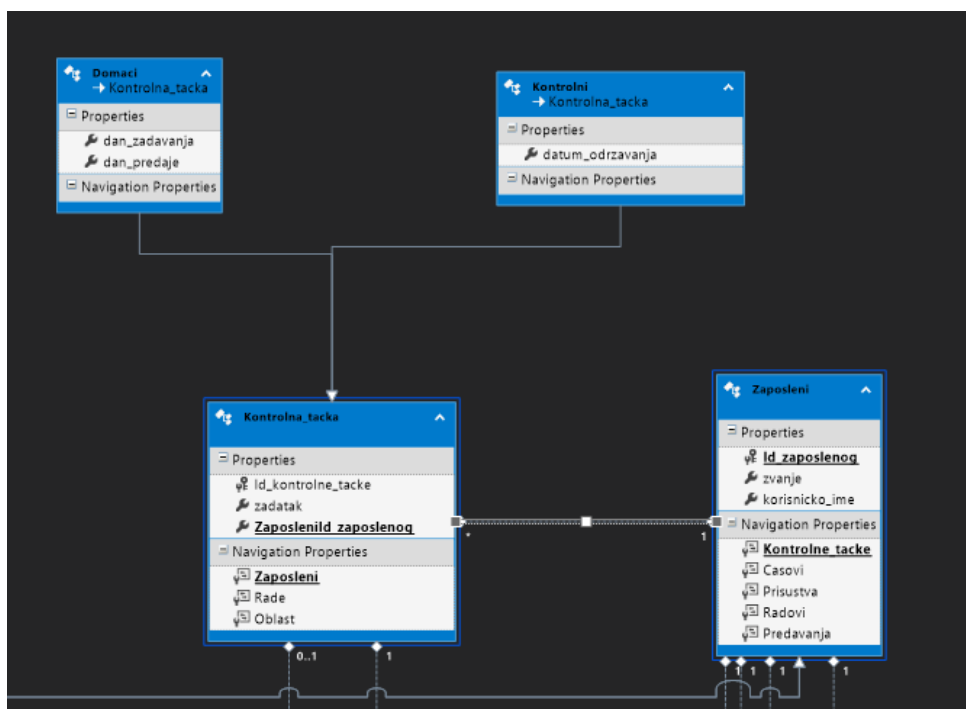 Domaci
Kontrolna_tacka
Properties
dan_zadavanja
dan_predaje
Navigation Properties
Kontrolni
Kontrolna_tacka
Properties
datum_odrzavanja
Navigation Properties
Kontrolna_tacka
Properties
Id_kontrolne_tacke
zadatak
ZaposleniId_zaposlenog
Navigation Properties
Zaposleni
Rade
Oblast
*
1
0..1
1
Zaposleni
Properties
Id_zaposlenog
zvanje
korisnicko_ime
Navigation Properties
Kontrolne_tacke
Casovi
Prisustva
Radovi
Predavanja
1
1
1
1